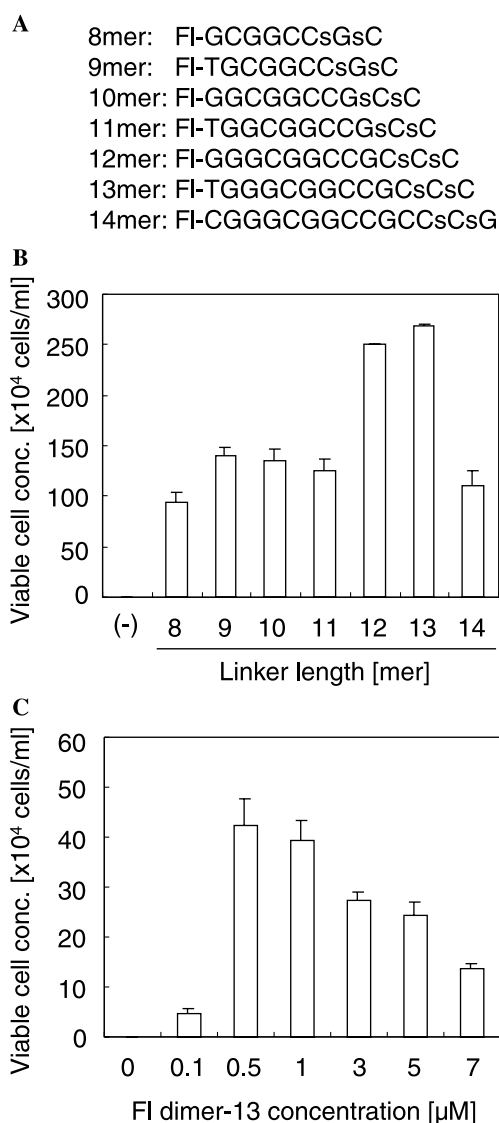 A
8mer: Fl-GCGGCCsGsC
9mer: Fl-TGCGGCCsGsC
10mer: Fl-GGCGGCCGsCsC
11mer: Fl-TGGCGGCCGsCsC
12mer: Fl-GGGCGGCCGCsCsC
13mer: Fl-TGGGCGGCCGCsCsC
14mer: Fl-CGGGCGGCCGCCsCsG
B
Viable cell conc. [x10⁴ cells/ml]
300
250
200
150
100
50
0
(-) 8 9 10 11 12 13 14
Linker length [mer]
C
Viable cell conc. [x10⁴ cells/ml]
60
50
40
30
20
10
0
0 0.1 0.5 1 3 5 7
Fl dimer-13 concentration [μM]